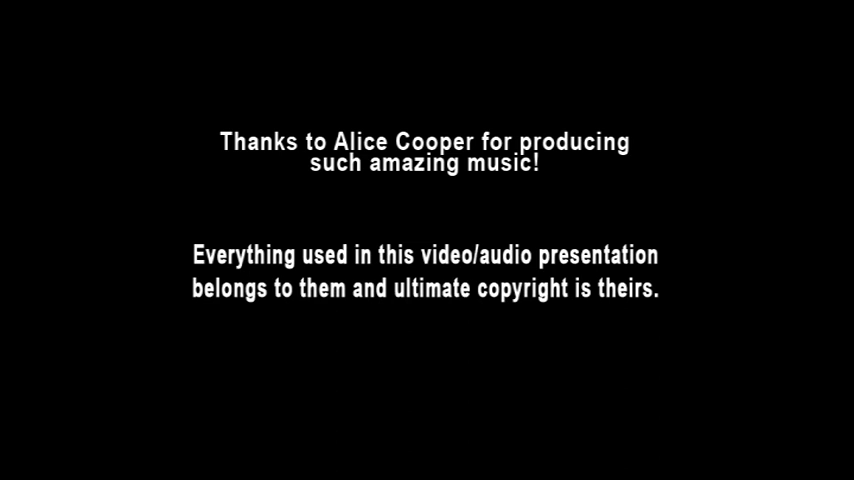 Thanks to Alice Cooper for producing
such amazing music!
Everything used in this video/audio presentation
belongs to them and ultimate copyright is theirs.